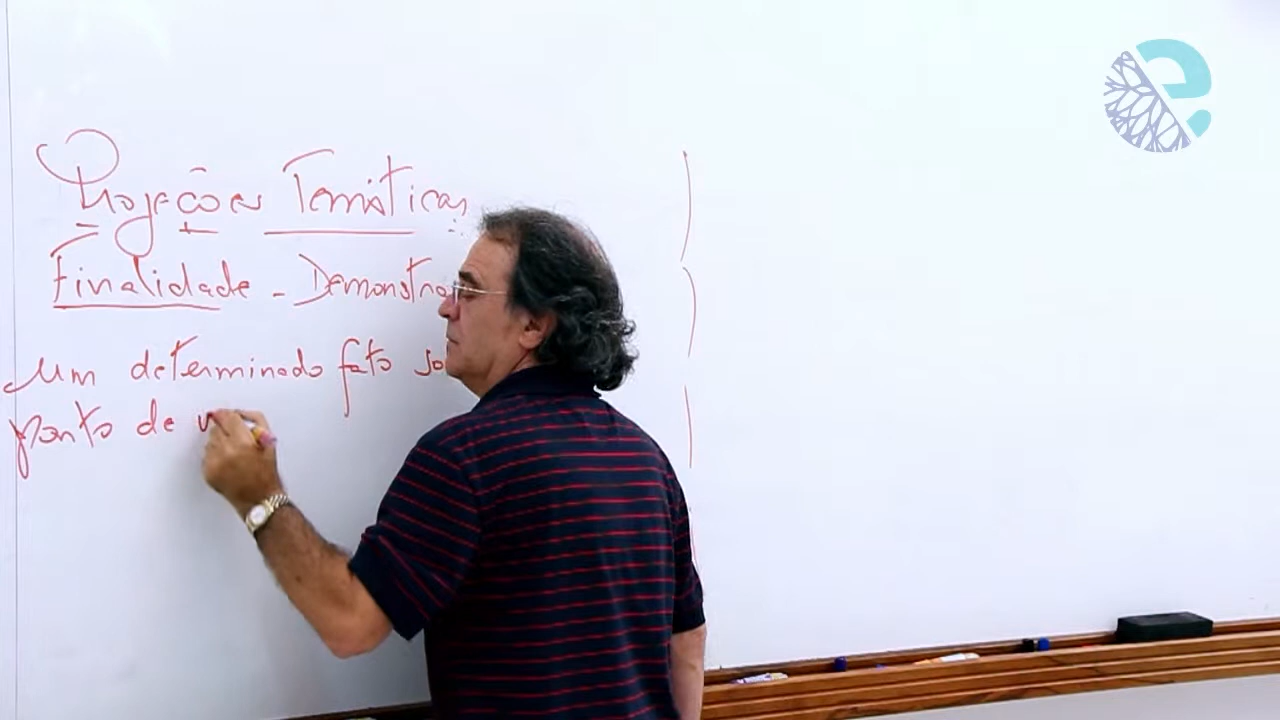 Projeções Temáticas
Finalidade - Demonstra
Um determinado fato so
ponto de v